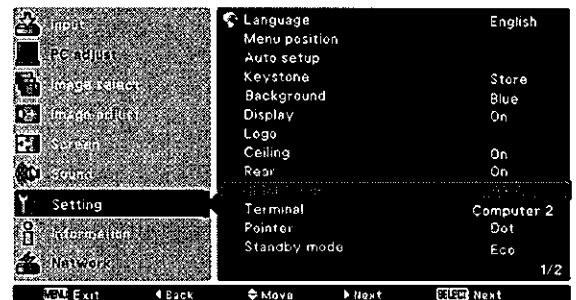 Input
PC adjust
Image select
Image adjust
Screen
Sound
Setting
Information
Network
Language English
Menu position
Auto setup
Keystone Store
Background Blue
Display On
Logo
Ceiling On
Rear On
Terminal Computer 2
Pointer Dot
Standby mode Eco
1/2
MENU Exit
Back
Move
Next
SELECT Next